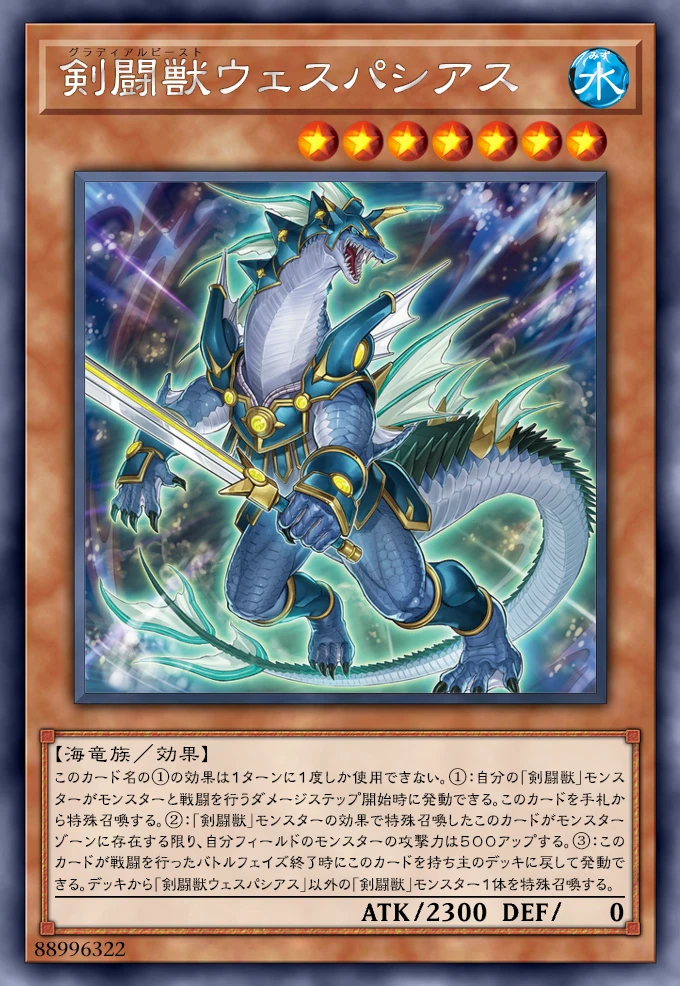 グラディアルビースト
剣闘獣ウェスパシアス
みず
水
【海竜族／効果】
このカード名の①の効果は1ターンに1度しか使用できない。①：自分の「剣闘獣」モンス
ターがモンスターと戦闘を行うダメージステップ開始時に発動できる。このカードを手札か
ら特殊召喚する。②：「剣闘獣」モンスターの効果で特殊召喚したこのカードがモンスター
ゾーンに存在する限り、自分フィールドのモンスターの攻撃力は５００アップする。③：この
カードが戦闘を行ったバトルフェイズ終了時にこのカードを持ち主のデッキに戻して発動で
きる。デッキから「剣闘獣ウェスパシアス」以外の「剣闘獣」モンスター1体を特殊召喚する。
ATK/2300 DEF/ 0
88996322